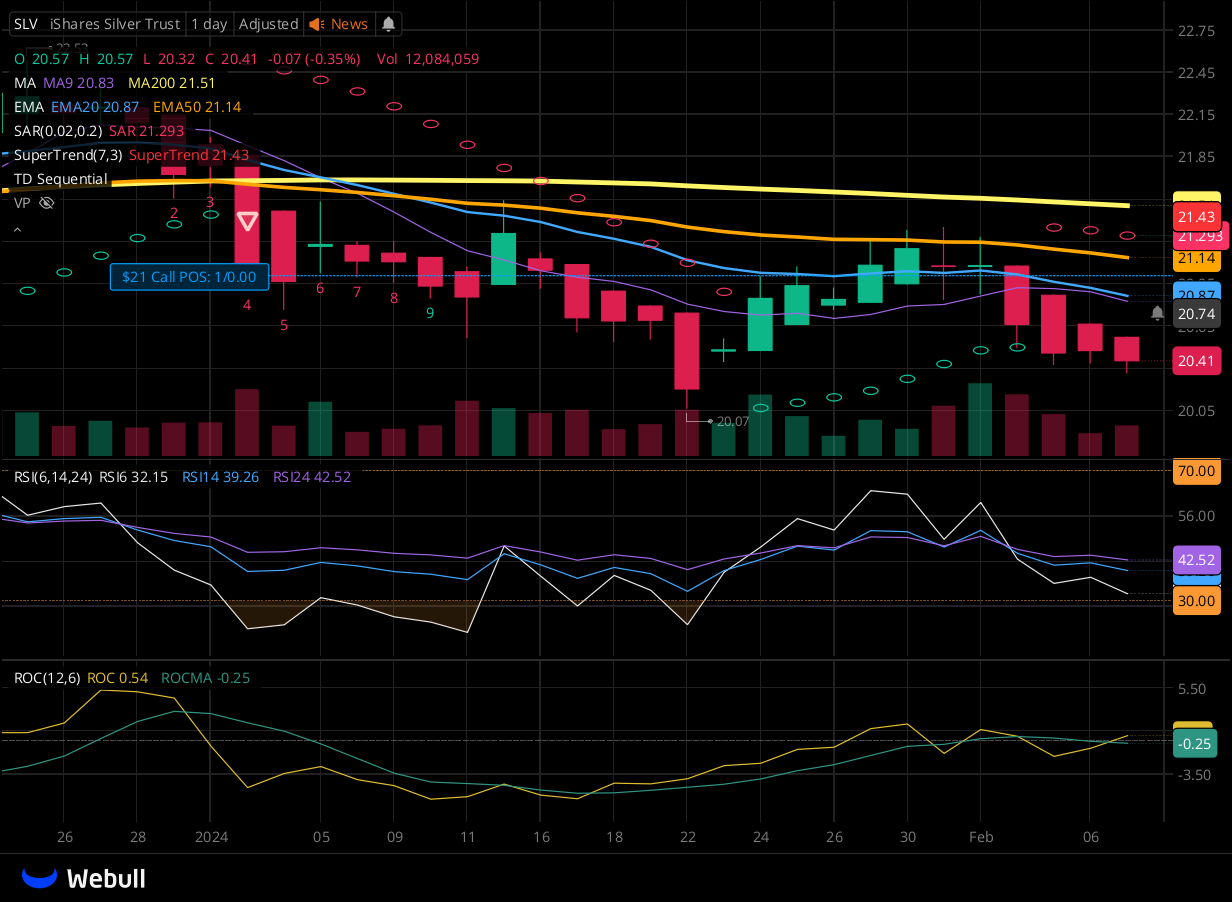 SLV iShares Silver Trust 1 day Adjusted News
O 20.57 H 20.57 L 20.32 C 20.41 -0.07 (-0.35%) Vol 12,084,059
MA MA9 20.83 MA200 21.51
EMA EMA20 20.87 EMA50 21.14
SAR(0.02,0.2) SAR 21.293
SuperTrend(7,3) SuperTrend 21.43
TD Sequential
VP
2
3
$21 Call POS: 1/0.00
4
5
6
7
8
9
20.07
22.75
22.45
22.15
21.85
21.43
21.293
21.14
20.87
20.74
20.41
20.05
RSI(6,14,24) RSI6 32.15 RSI14 39.26 RSI24 42.52
70.00
56.00
42.52
30.00
ROC(12,6) ROC 0.54 ROCMA -0.25
5.50
-0.25
-3.50
26 28 2024 05 09 11 16 18 22 24 26 30 Feb 06
Webull